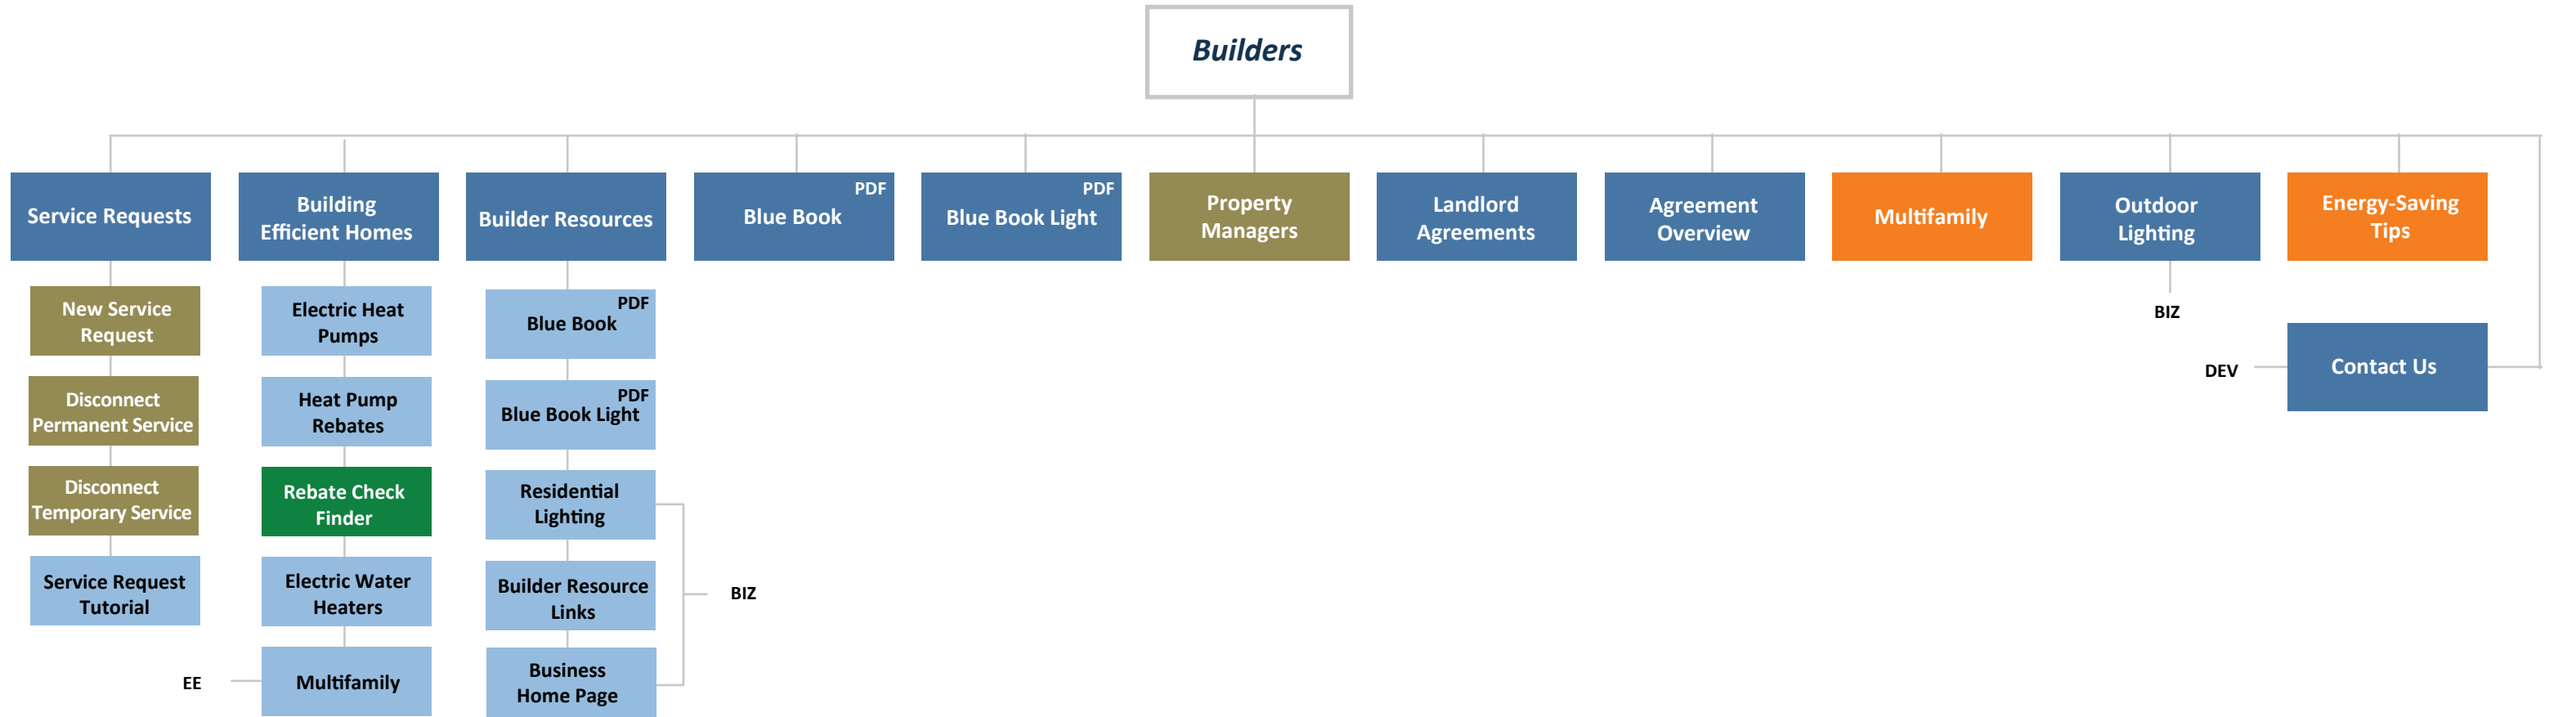 Builders
Service Requests
Building
Efficient Homes
Builder Resources
PDF
Blue Book
PDF
Blue Book Light
Property
Managers
Landlord
Agreements
Agreement
Overview
Multifamily
Outdoor
Lighting
Energy-Saving
Tips
New Service
Request
Disconnect
Permanent Service
Disconnect
Temporary Service
Service Request
Tutorial
Electric Heat
Pumps
Heat Pump
Rebates
Rebate Check
Finder
Electric Water
Heaters
EE
Multifamily
PDF
Blue Book
PDF
Blue Book Light
Residential
Lighting
Builder Resource
Links
Business
Home Page
BIZ
BIZ
DEV
Contact Us